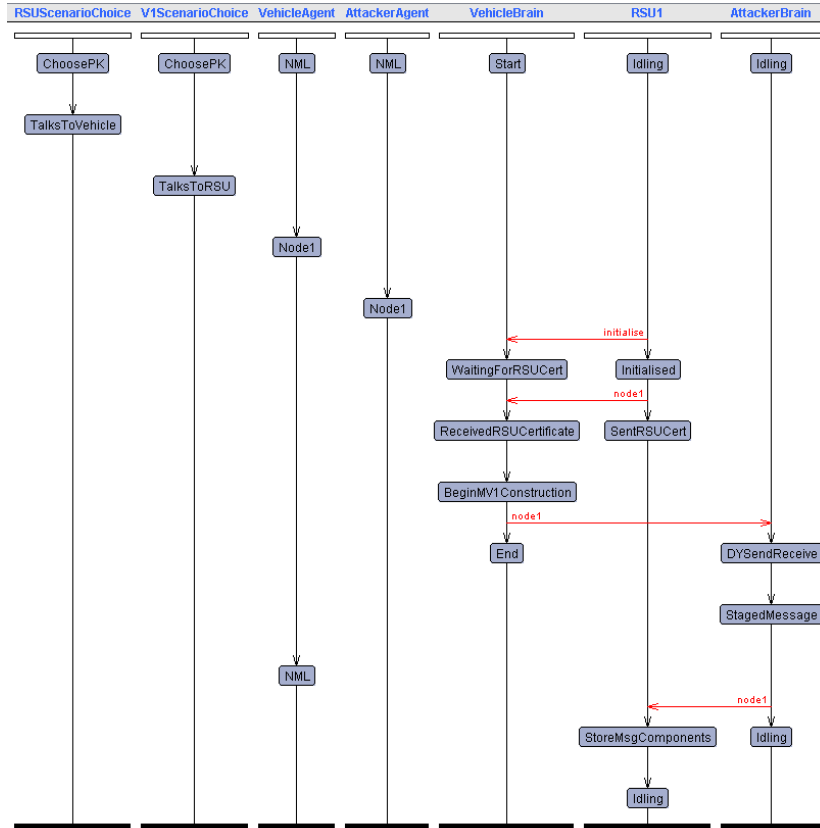 RSUScenarioChoice V1ScenarioChoice VehicleAgent AttackerAgent VehicleBrain RSU1 AttackerBrain
ChoosePK ChoosePK NML NML Start Idling Idling
TalksToVehicle
TalksToRSU
Node1
Node1
initialise
WaitingForRSUCert Initialised
node1
ReceivedRSUCertificate SentRSUCert
BeginMV1Construction
node1
End DYSendReceive
StagedMessage
NML
node1
StoreMsgComponents Idling
Idling